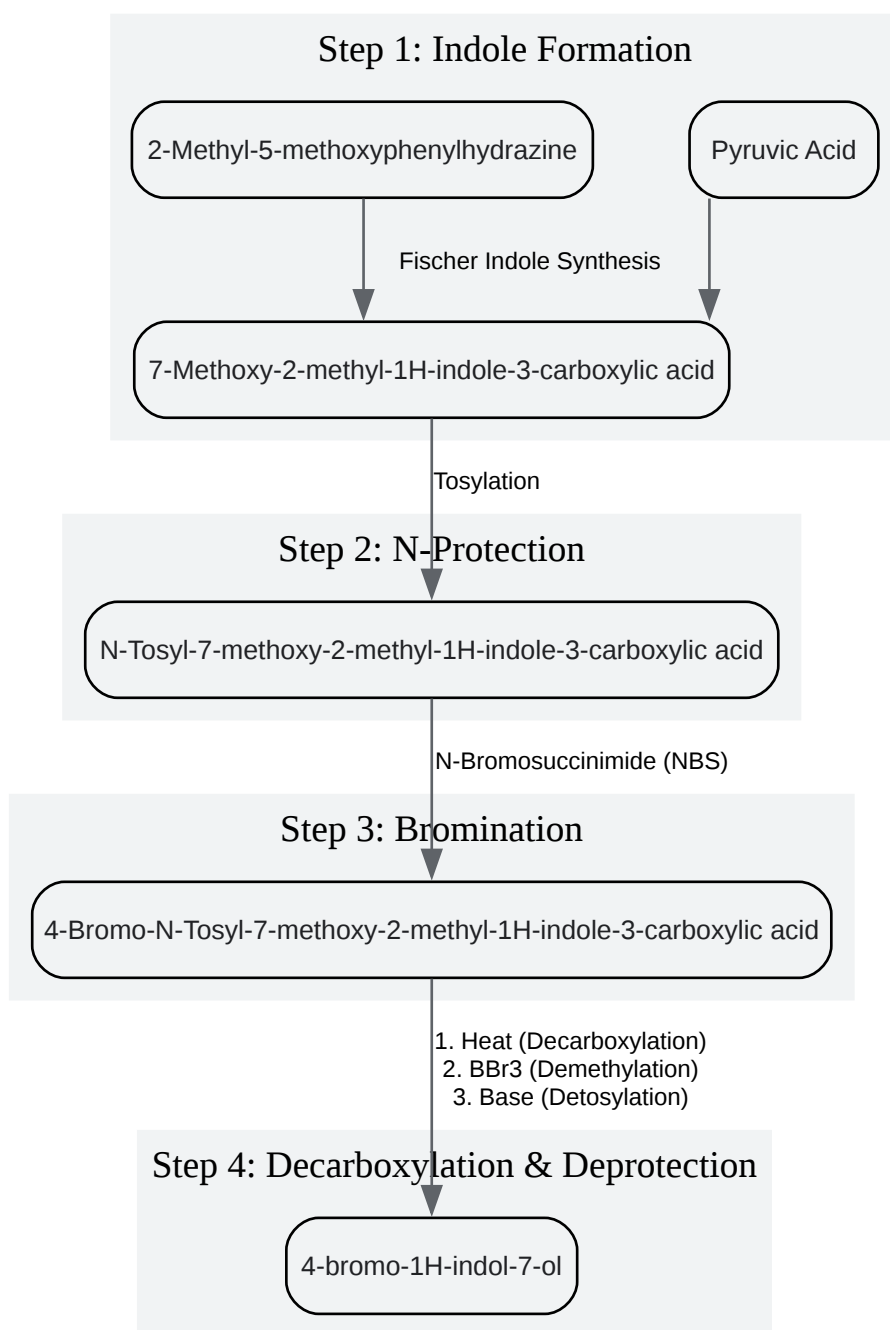 Step 1: Indole Formation
2-Methyl-5-methoxyphenylhydrazine
Pyruvic Acid
Fischer Indole Synthesis
7-Methoxy-2-methyl-1H-indole-3-carboxylic acid
Tosylation
Step 2: N-Protection
N-Tosyl-7-methoxy-2-methyl-1H-indole-3-carboxylic acid
N-Bromosuccinimide (NBS)
Step 3: Bromination
4-Bromo-N-Tosyl-7-methoxy-2-methyl-1H-indole-3-carboxylic acid
1. Heat (Decarboxylation)
2. BBr3 (Demethylation)
3. Base (Detosylation)
Step 4: Decarboxylation & Deprotection
4-bromo-1H-indol-7-ol